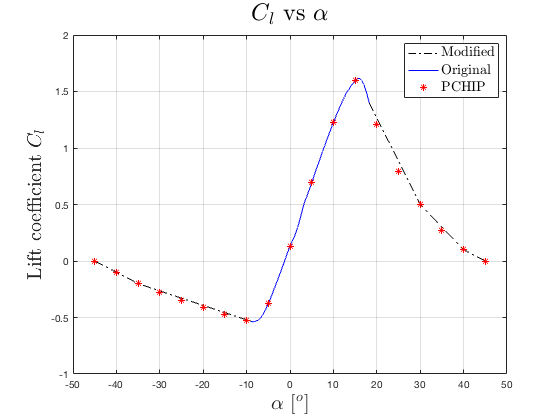 C_l vs α
Modified
Original
PCHIP
Lift coefficient C_l
2
1.5
1
0.5
0
-0.5
-1
-50 -40 -30 -20 -10 0 10 20 30 40 50
α [°]